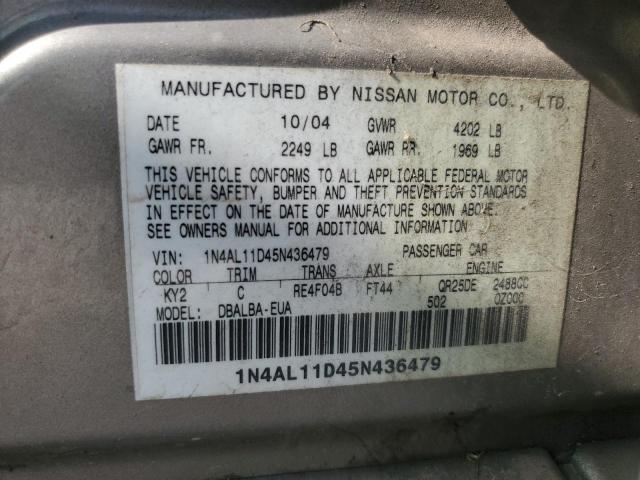 MANUFACTURED BY NISSAN MOTOR CO., LTD.
DATE 10/04 GVWR 4202 LB
GAWR FR. 2249 LB GAWR RR. 1969 LB
THIS VEHICLE CONFORMS TO ALL APPLICABLE FEDERAL MOTOR
VEHICLE SAFETY, BUMPER AND THEFT PREVENTION STANDARDS
IN EFFECT ON THE DATE OF MANUFACTURE SHOWN ABOVE.
SEE OWNERS MANUAL FOR ADDITIONAL INFORMATION
VIN: 1N4AL11D45N436479 PASSENGER CAR
COLOR TRIM TRANS AXLE ENGINE
KY2 C RE4F04B FT44 QR25DE 2488CC
MODEL: DBALBA-EUA 502 0Z000
1N4AL11D45N436479